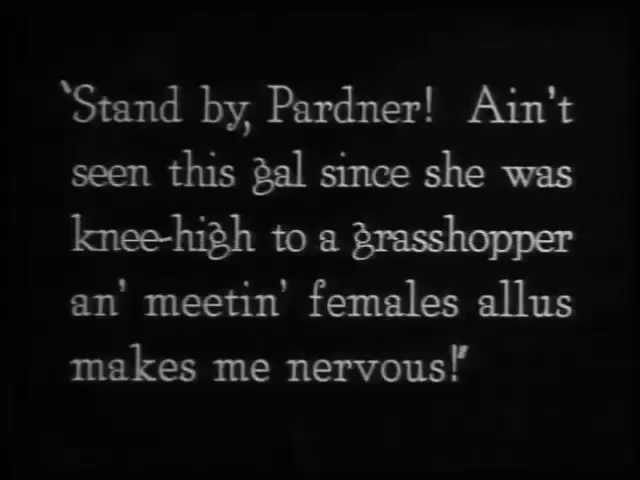 "Stand by, Pardner! Ain't
seen this gal since she was
knee-high to a grasshopper
an' meetin' females allus
makes me nervous!"